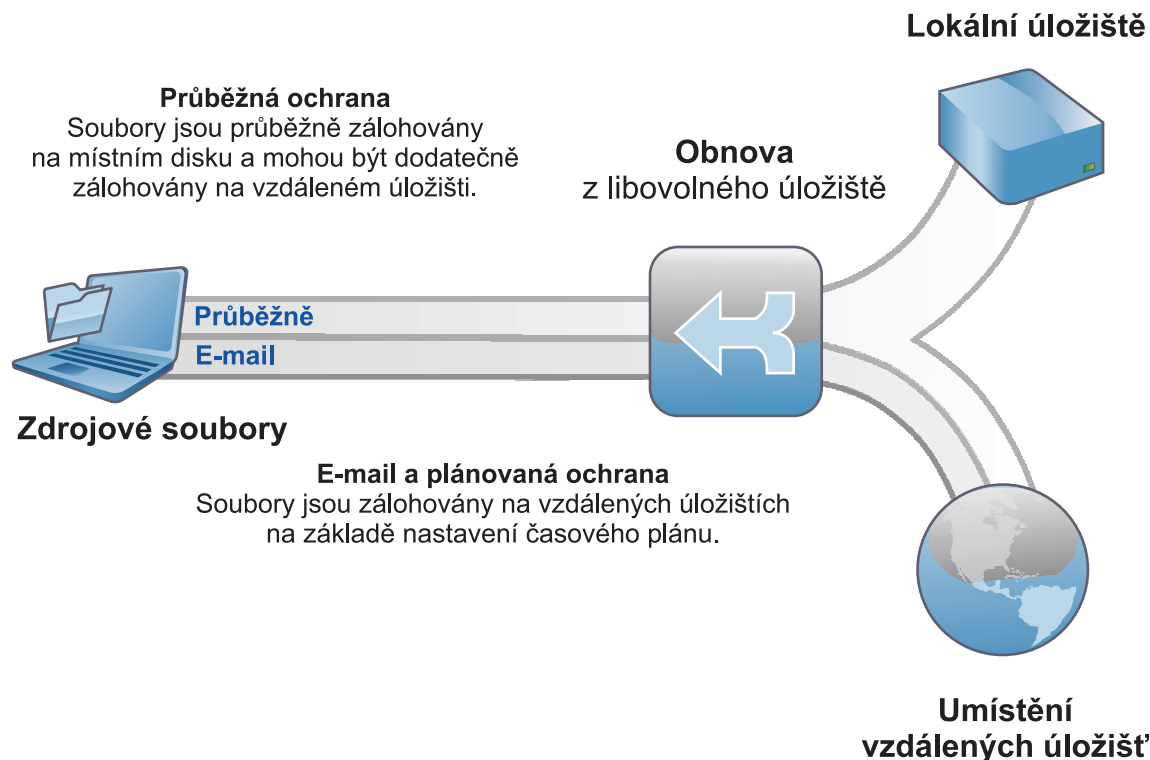 Lokální úložiště
Průběžná ochrana
Soubory jsou průběžně zálohovány
na místním disku a mohou být dodatečně
zálohovány na vzdáleném úložišti.
Obnova
z libovolného úložiště
Průběžně
E-mail
Zdrojové soubory
E-mail a plánovaná ochrana
Soubory jsou zálohovány na vzdálených úložištích
na základě nastavení časového plánu.
Umístění
vzdálených úložišť